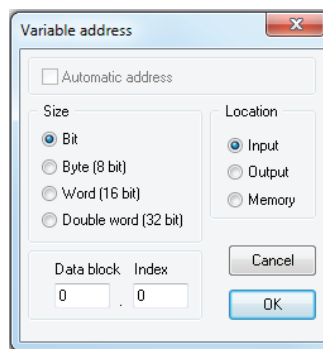 Variable address
Automatic address
Size
Bit
Byte (8 bit)
Word (16 bit)
Double word (32 bit)
Location
Input
Output
Memory
Data block Index
0 . 0
Cancel
OK